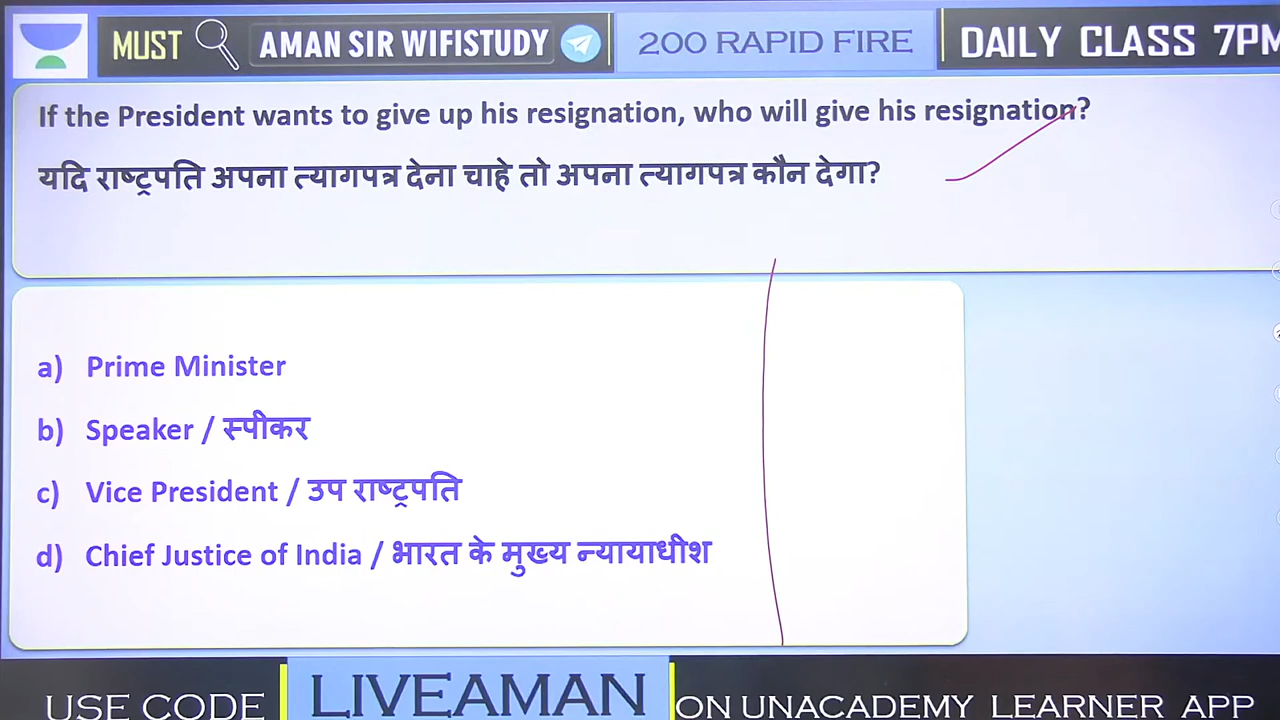 MUST AMAN SIR WIFISTUDY 200 RAPID FIRE DAILY CLASS 7PM
If the President wants to give up his resignation, who will give his resignation?
यदि राष्ट्रपति अपना त्यागपत्र देना चाहे तो अपना त्यागपत्र कौन देगा?
a) Prime Minister
b) Speaker / स्पीकर
c) Vice President / उप राष्ट्रपति
d) Chief Justice of India / भारत के मुख्य न्यायाधीश
USE CODE LIVEAMAN ON UNACADEMY LEARNER APP